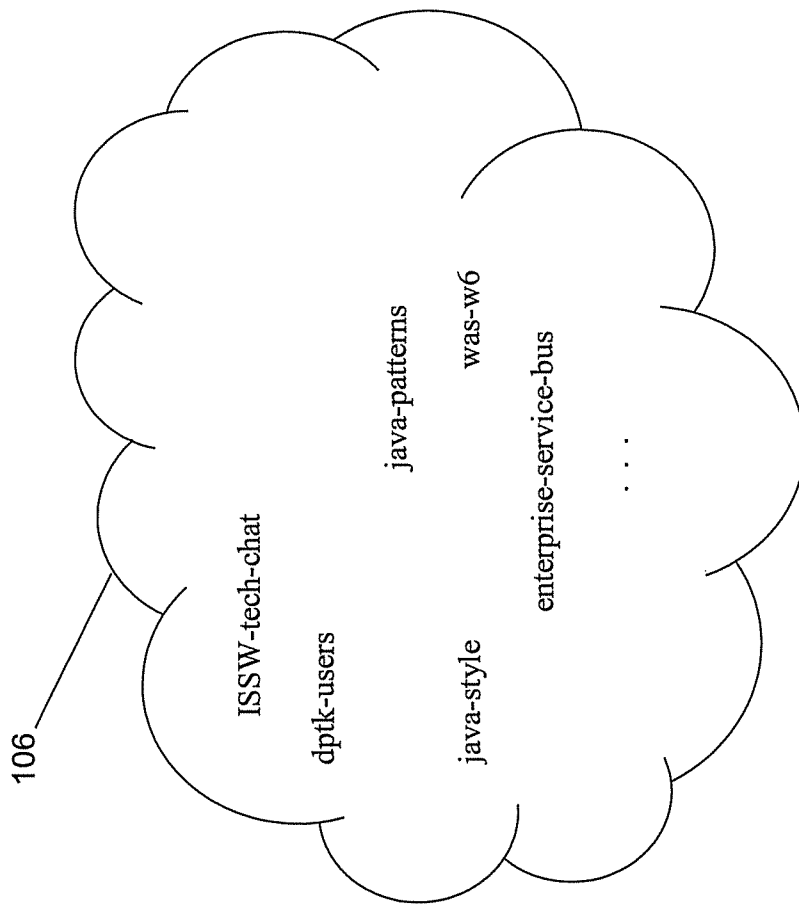 106
ISSW-tech-chat
dptk-users
java-patterns
java-style
was-w6
enterprise-service-bus
. . .